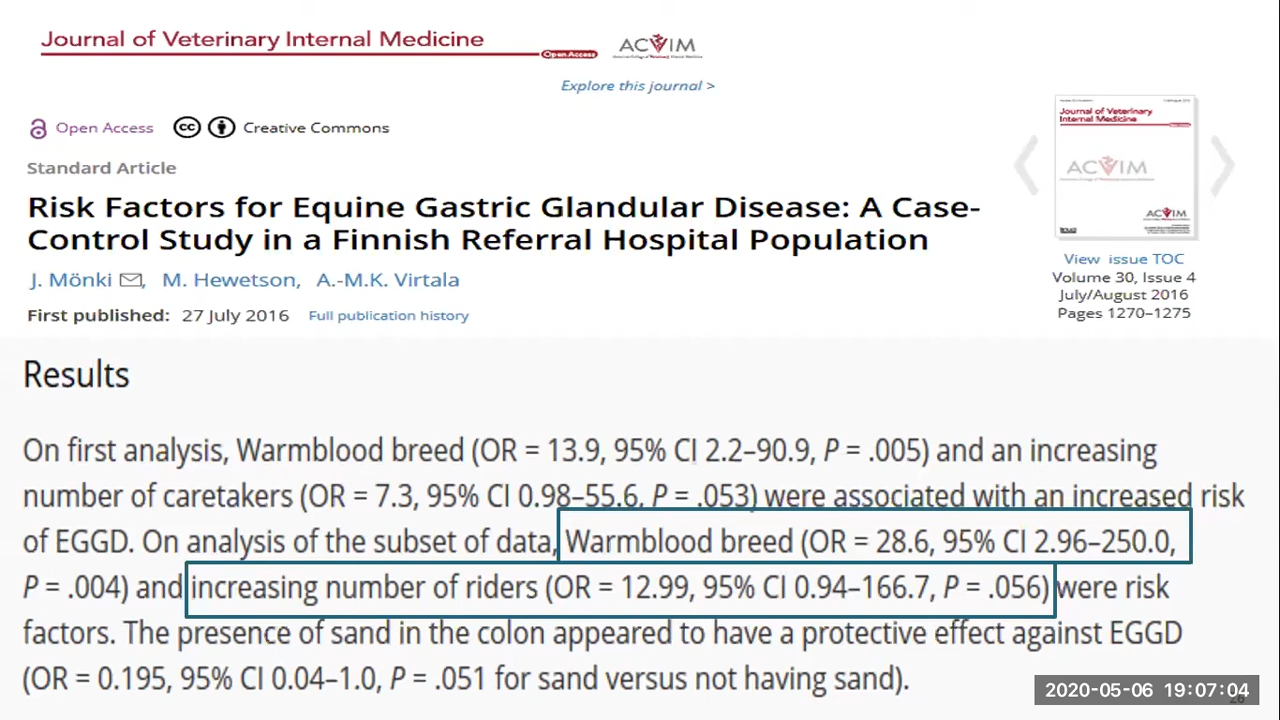 Journal of Veterinary Internal Medicine
Open Access
ACVIM
Explore this journal >
Open Access cc Creative Commons
Standard Article
Risk Factors for Equine Gastric Glandular Disease: A Case-
Control Study in a Finnish Referral Hospital Population
J. Mönki , M. Hewetson, A.-M.K. Virtala
First published: 27 July 2016 Full publication history
Journal of Veterinary
Internal Medicine
ACVIM
ACVIM
View issue TOC
Volume 30, Issue 4
July/August 2016
Pages 1270–1275
Results
On first analysis, Warmblood breed (OR = 13.9, 95% CI 2.2–90.9, P = .005) and an increasing
number of caretakers (OR = 7.3, 95% CI 0.98–55.6, P = .053) were associated with an increased risk
of EGGD. On analysis of the subset of data, Warmblood breed (OR = 28.6, 95% CI 2.96–250.0,
P = .004) and increasing number of riders (OR = 12.99, 95% CI 0.94–166.7, P = .056) were risk
factors. The presence of sand in the colon appeared to have a protective effect against EGGD
(OR = 0.195, 95% CI 0.04–1.0, P = .051 for sand versus not having sand).
2020-05-06 19:07:04